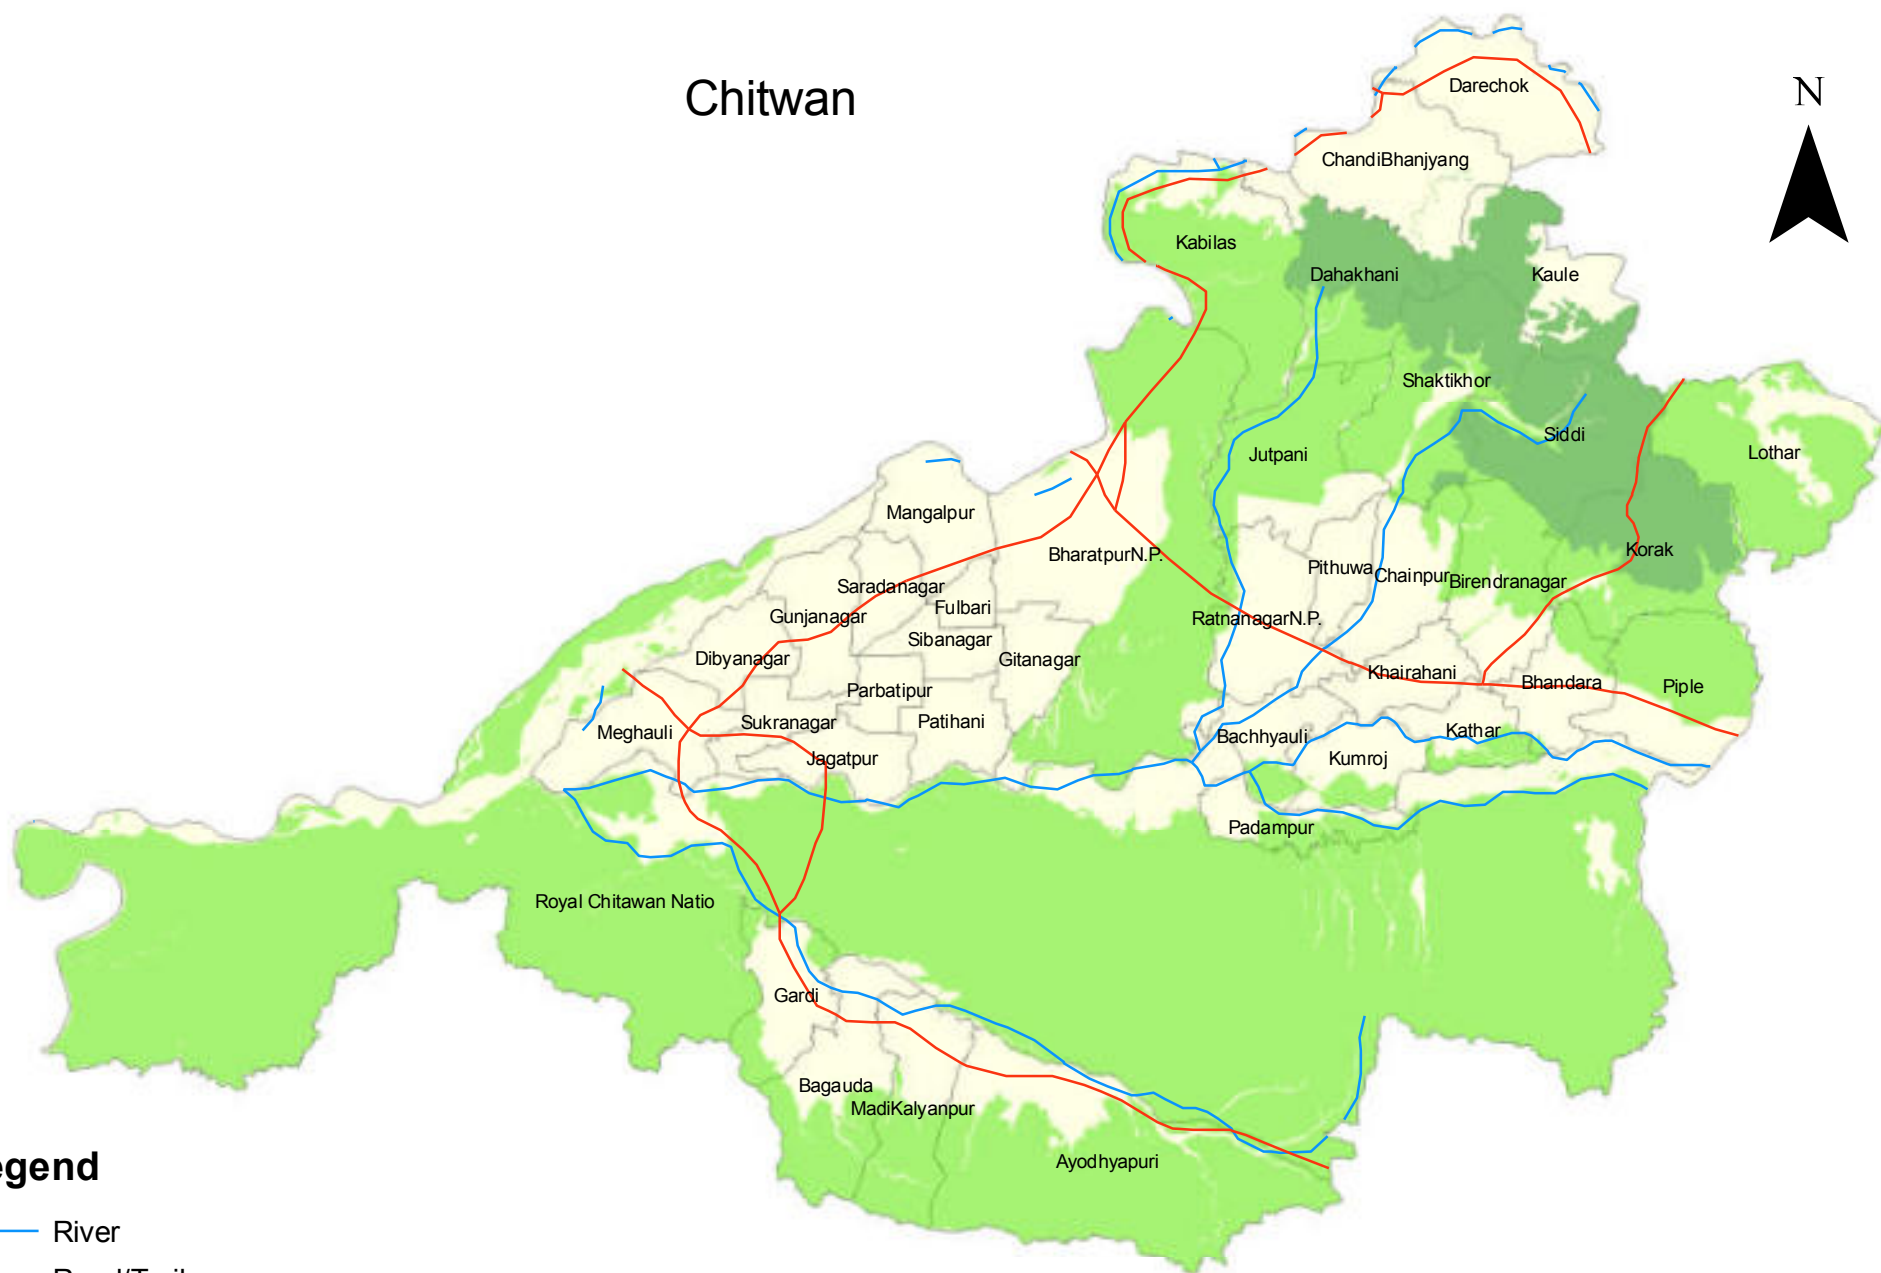 Chitwan
N
Darechok
ChandiBhanjyang
Kabilas
Dahakhani
Kaule
Shaktikhor
Siddi
Lothar
Jutpani
Mangalpur
BharatpurN.P.
Korak
Pithuwa
Chainpur
Birendranagar
Saradanagar
Fulbari
Gunjanagar
RatnanagarN.P.
Sibanagar
Dibyanagar
Gitanagar
Khairahani
Bhandara
Piple
Parbatipur
Sukranagar
Patihani
Meghauli
Bachhyauli
Kathar
Jagatpur
Kumroj
Padampur
Royal Chitawan Natio
Gardi
Bagauda
MadiKalyanpur
Ayodhyapuri
egend
River